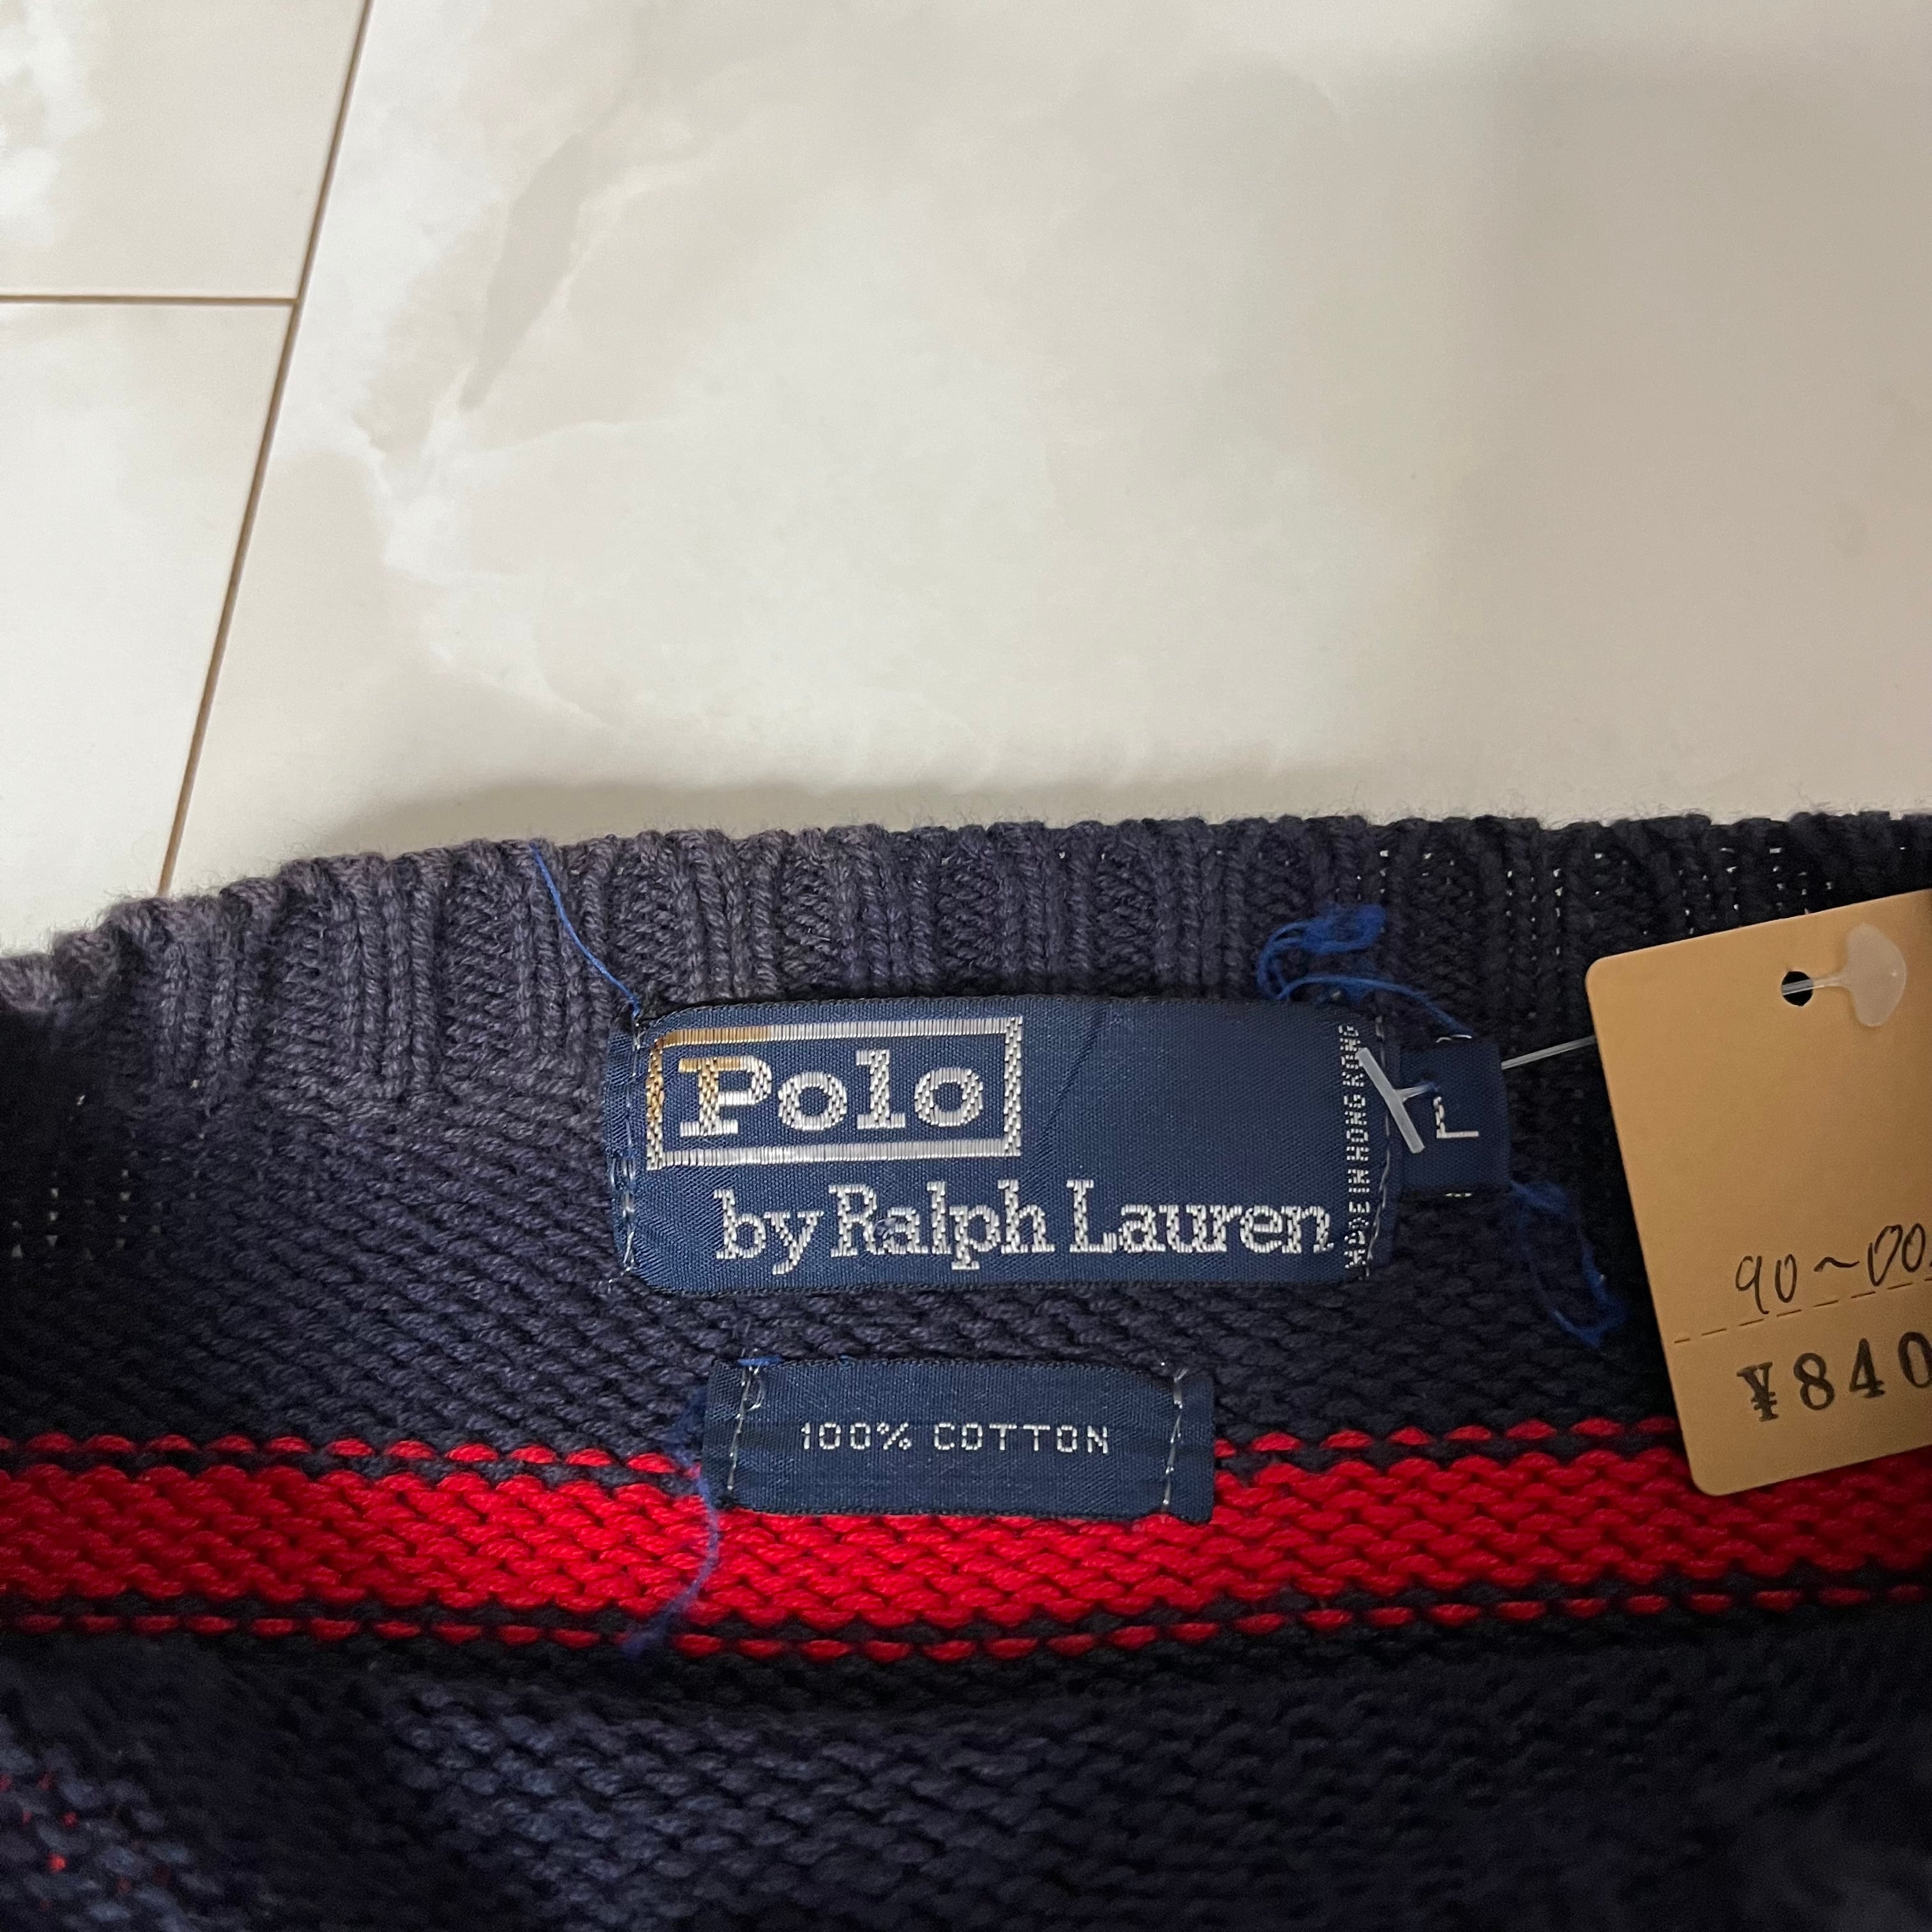 Polo
by Ralph Lauren
MADE IN HONG KONG
L
100% COTTON
90~00
¥840